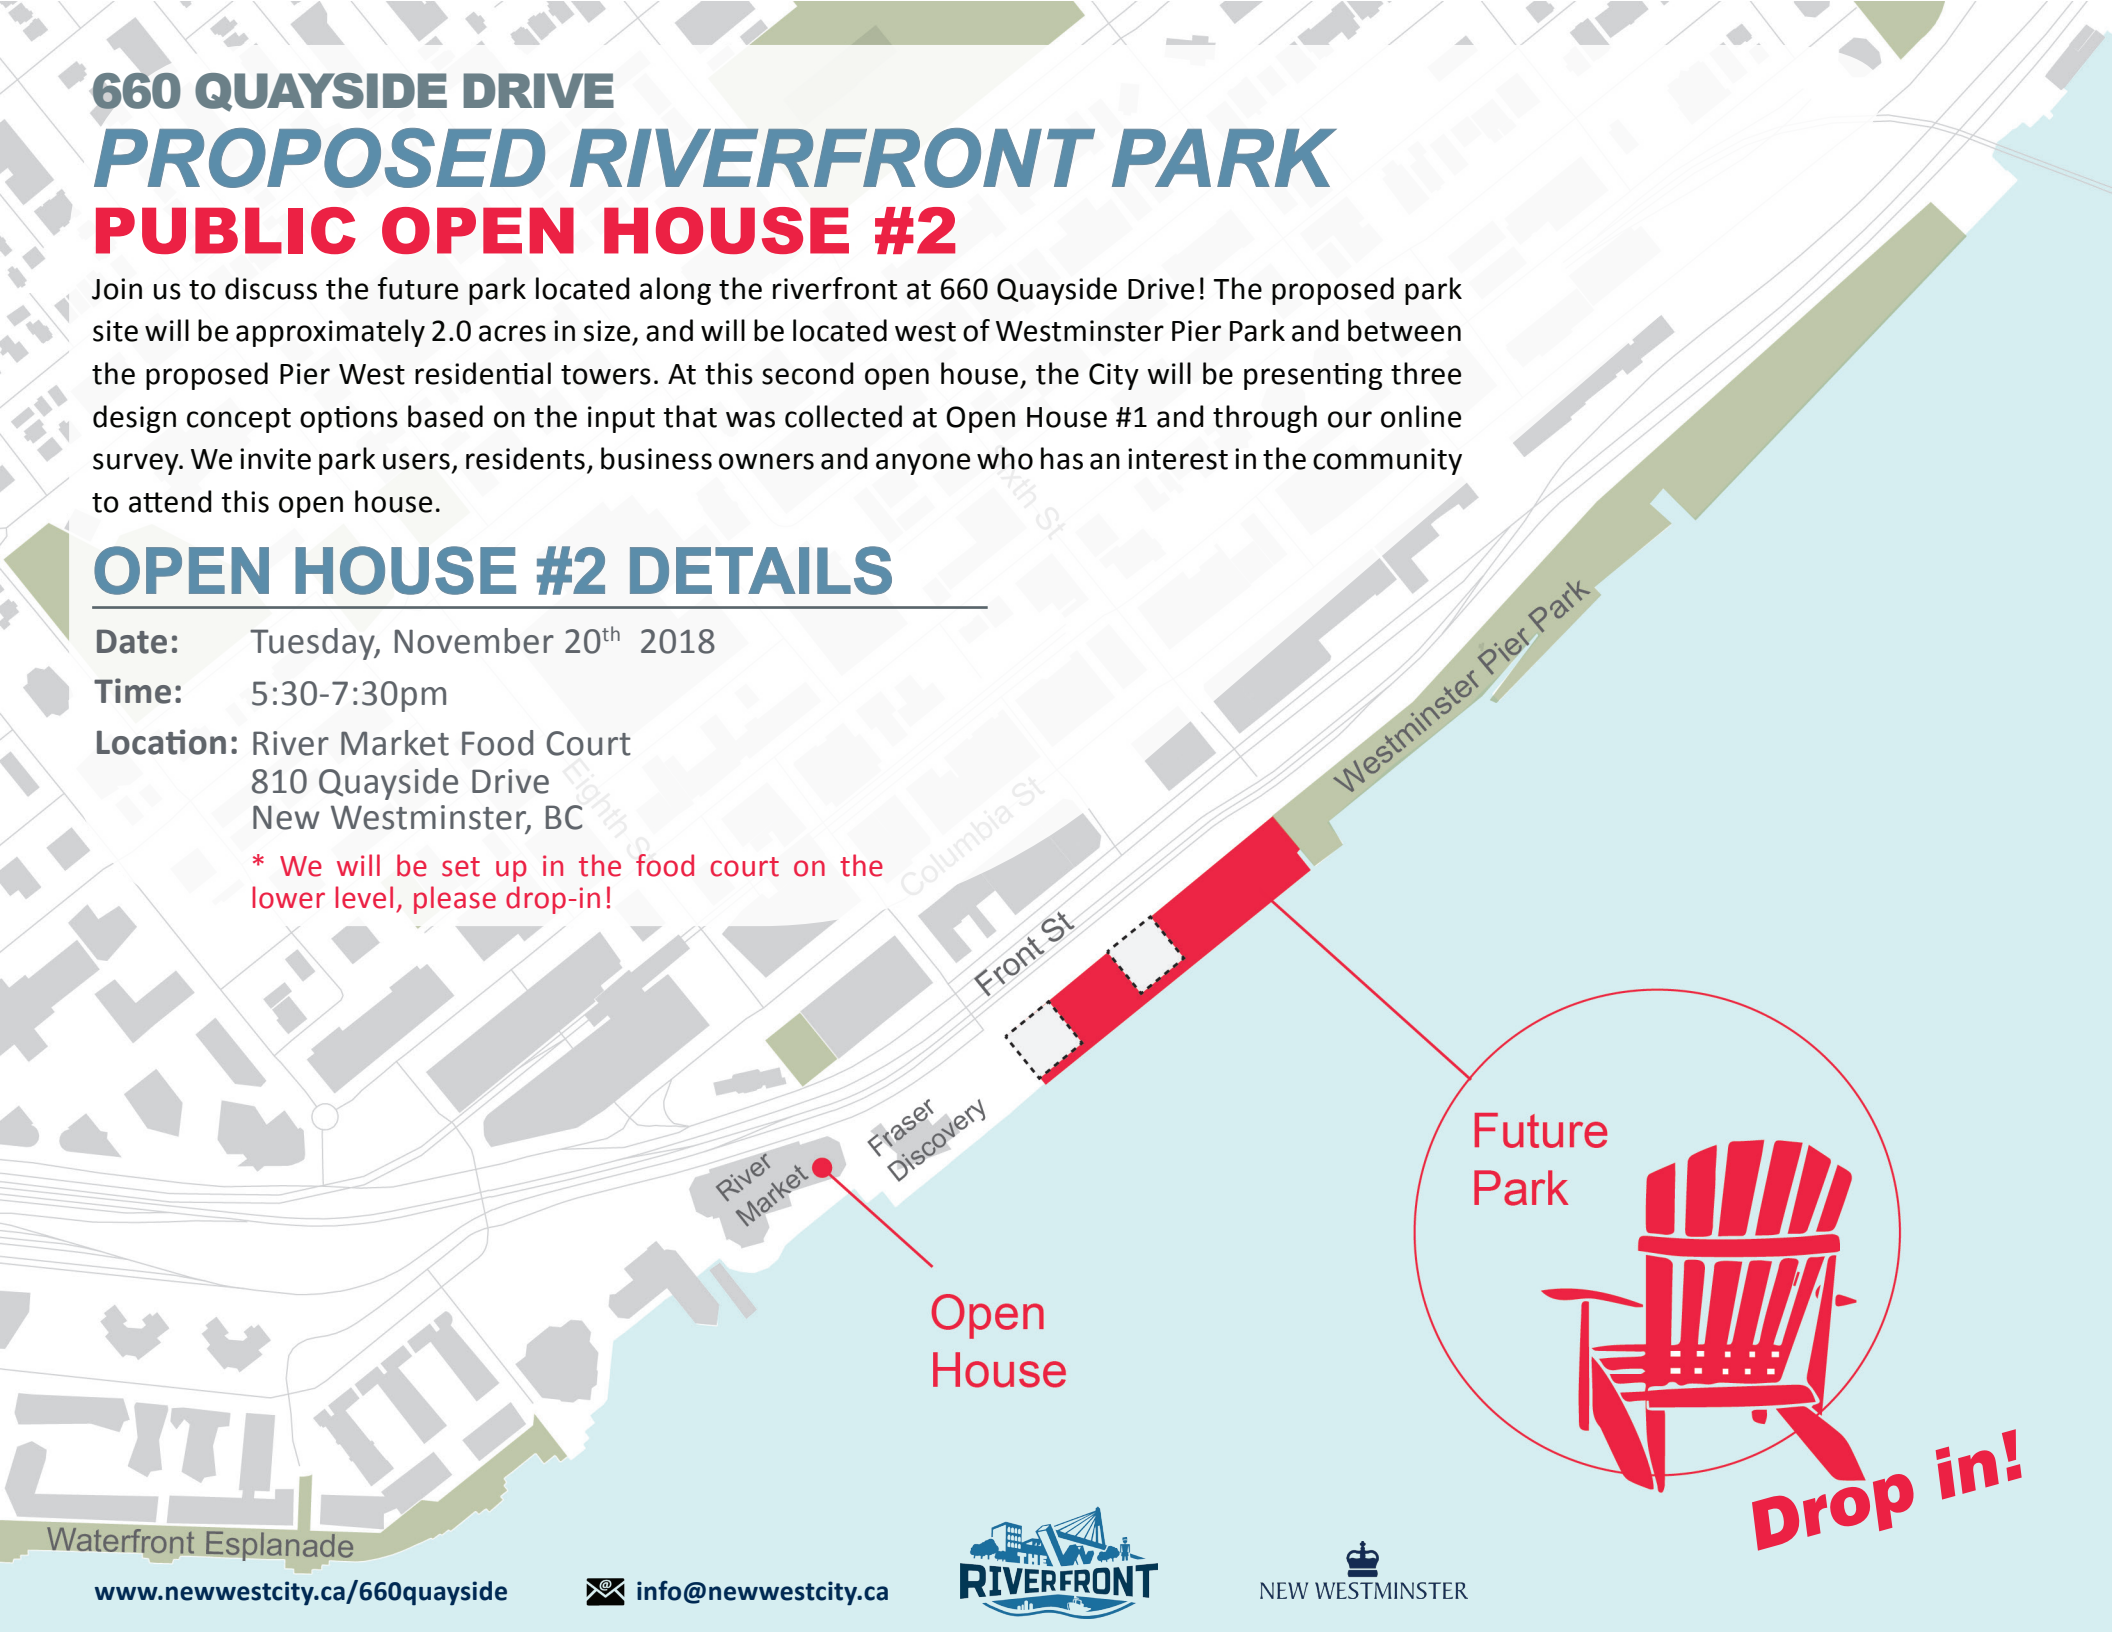 660 QUAYSIDE DRIVE
PROPOSED RIVERFRONT PARK
PUBLIC OPEN HOUSE #2
Join us to discuss the future park located along the riverfront at 660 Quayside Drive! The proposed park
site will be approximately 2.0 acres in size, and will be located west of Westminster Pier Park and between
the proposed Pier West residential towers. At this second open house, the City will be presenting three
design concept options based on the input that was collected at Open House #1 and through our online
survey. We invite park users, residents, business owners and anyone who has an interest in the community
to attend this open house.
OPEN HOUSE #2 DETAILS
Date: Tuesday, November 20th 2018
Time: 5:30-7:30pm
Location: River Market Food Court
810 Quayside Drive
New Westminster, BC
* We will be set up in the food court on the
lower level, please drop-in!
St
Eighth
Columbia St
Front St
Westminster Pier Park
Fraser
Discovery
River
Market
Open
House
Future
Park
Drop in!
Waterfront Esplanade
www.newwestcity.ca/660quayside
info@newwestcity.ca
THE
RIVERFRONT
NEW WESTMINSTER